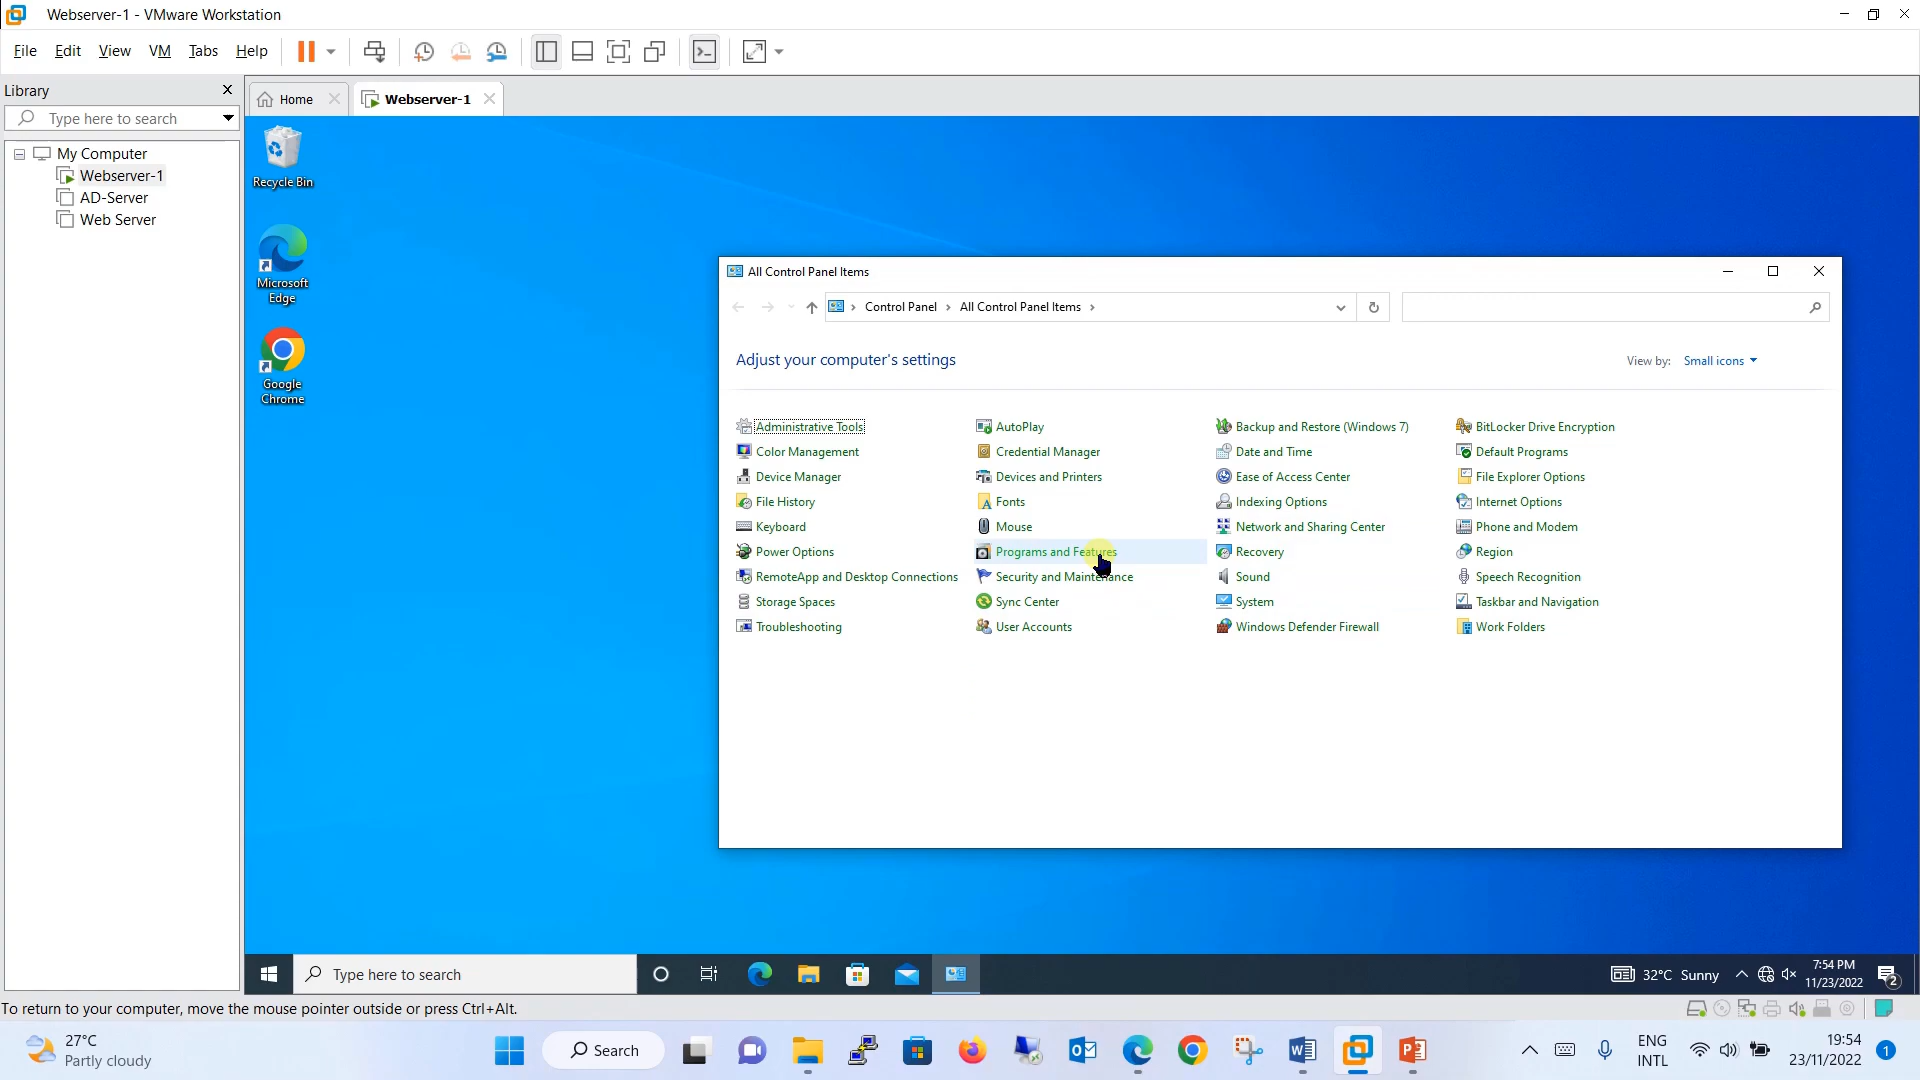 Webserver-1 - VMware Workstation
File Edit View VM Tabs Help
Library
Type here to search
My Computer
Webserver-1
AD-Server
Web Server
Home
Webserver-1
Recycle Bin
Microsoft
Edge
Google
Chrome
All Control Panel Items
Control Panel All Control Panel Items
Adjust your computer's settings
View by: Small icons
Administrative Tools AutoPlay Backup and Restore (Windows 7) BitLocker Drive Encryption
Color Management Credential Manager Date and Time Default Programs
Device Manager Devices and Printers Ease of Access Center File Explorer Options
File History Fonts Indexing Options Internet Options
Keyboard Mouse Network and Sharing Center Phone and Modem
Power Options Programs and Features Recovery Region
RemoteApp and Desktop Connections Security and Maintenance Sound Speech Recognition
Storage Spaces Sync Center System Taskbar and Navigation
Troubleshooting User Accounts Windows Defender Firewall Work Folders
Type here to search
32°C Sunny
7:54 PM
11/23/2022
2
To return to your computer, move the mouse pointer outside or press Ctrl+Alt.
27°C
Partly cloudy
Search
ENG
INTL
19:54
23/11/2022
1